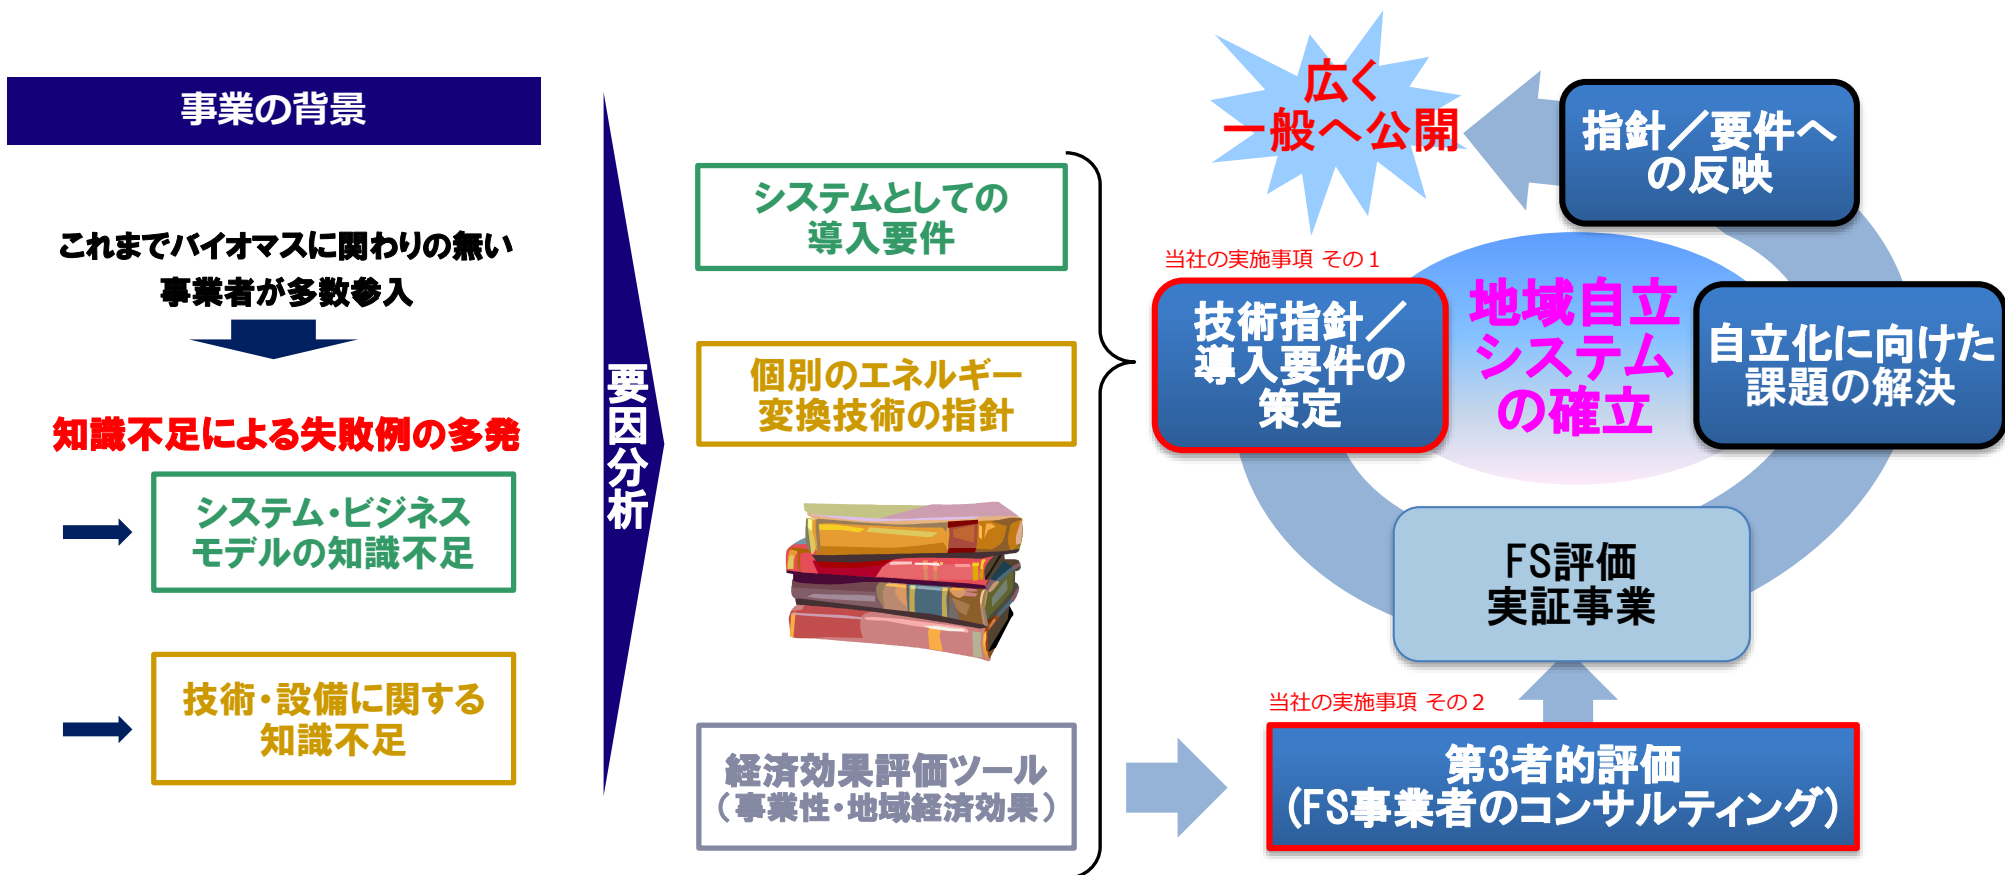 事業の背景
これまでバイオマスに関わりの無い
事業者が多数参入
知識不足による失敗例の多発
システム・ビジネス
モデルの知識不足
技術・設備に関する
知識不足
要因分析
システムとしての
導入要件
個別のエネルギー
変換技術の指針
経済効果評価ツール
（事業性・地域経済効果）
広く
一般へ公開
指針／要件へ
の反映
当社の実施事項 その１
技術指針／
導入要件の
策定
地域自立
システム
の確立
自立化に向けた
課題の解決
FS評価
実証事業
当社の実施事項 その２
第3者的評価
(FS事業者のコンサルティング)